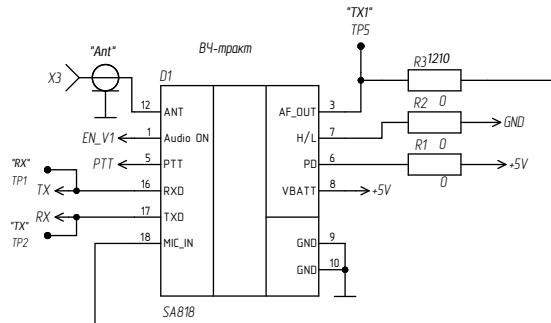 "TX1"
TP5
"Ant"
ВЧ-тракт
X3
D1
R3 1210
0
12 ANT
AF_OUT 3
R2
GND
EN_V1
1 Audio ON
H/L 7
0
R1
PTT
5 PTT
PD 6
+5V
0
"RX"
TP1
TX
16 RXD
VBATT 8
+5V
RX
17 TXD
"TX"
TP2
18 MIC_IN
GND 9
GND 10
SA818